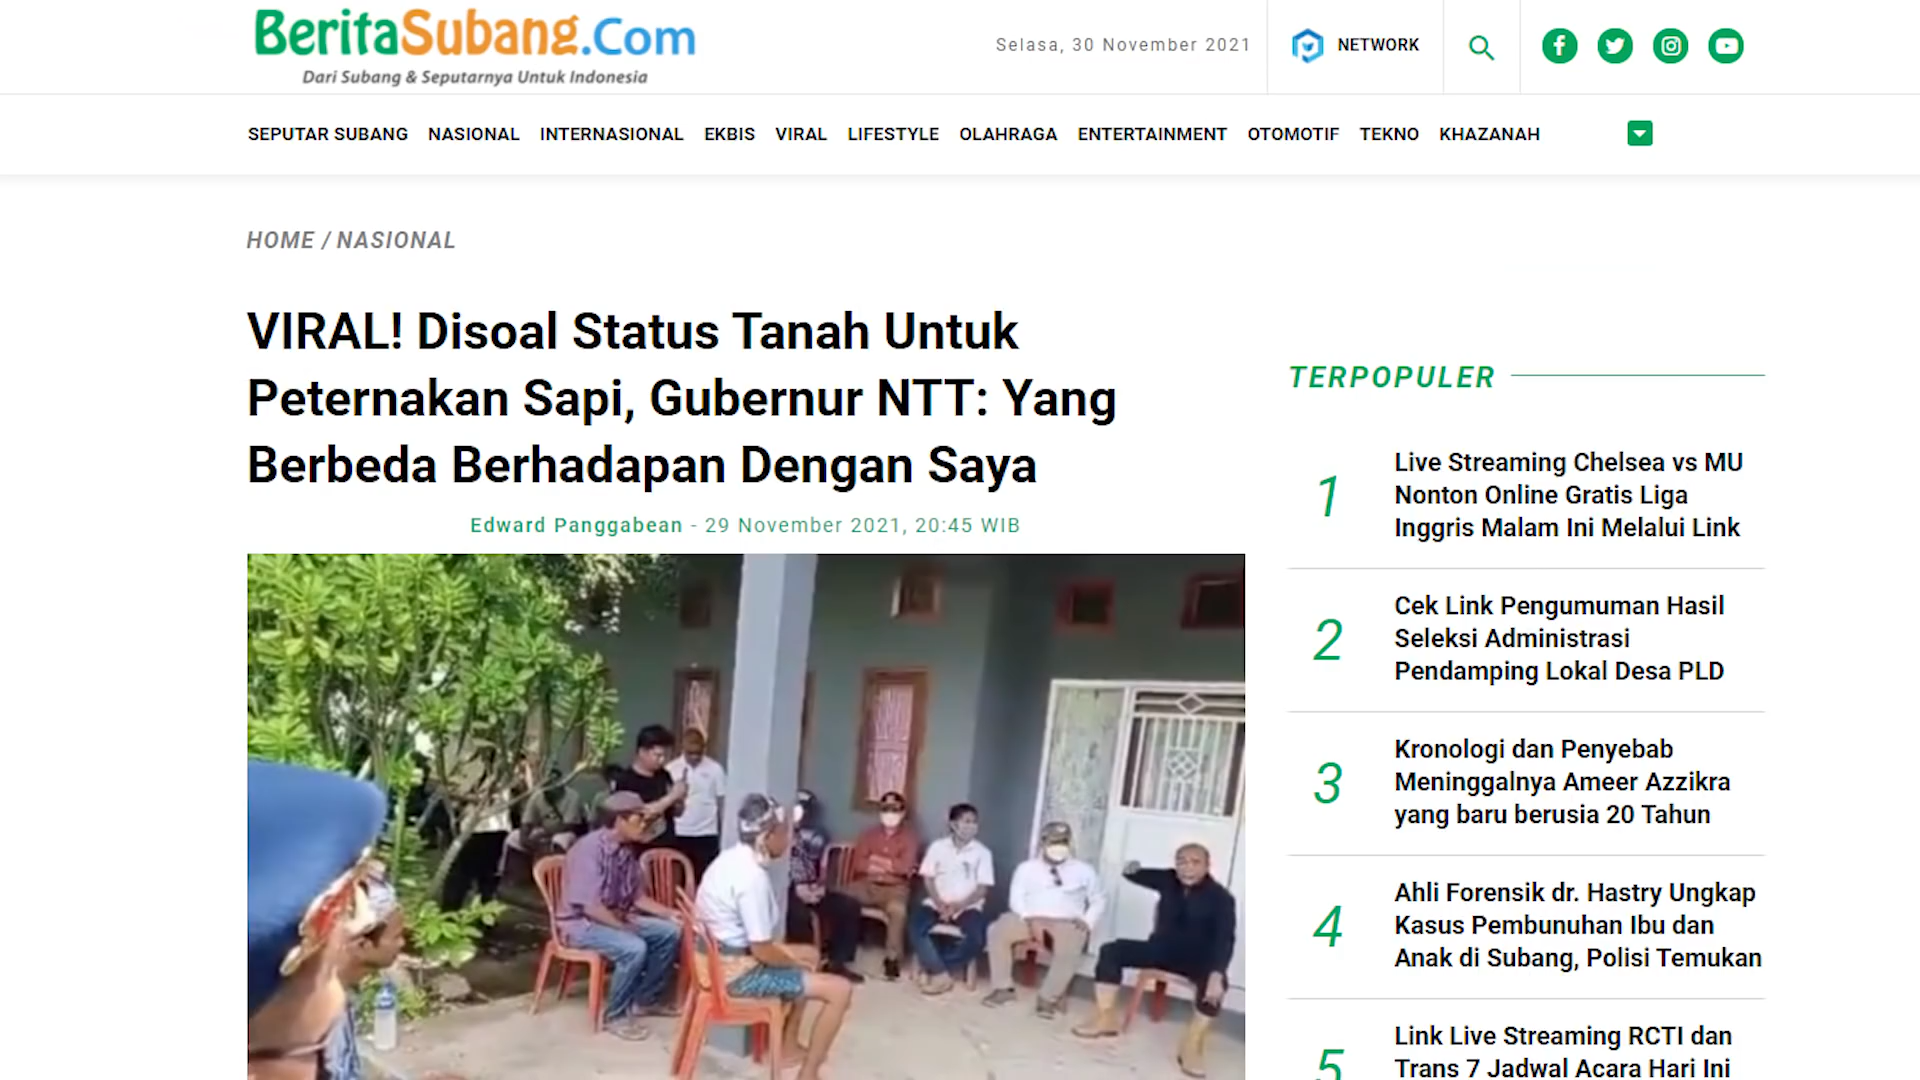 BeritaSubang.Com
Dari Subang & Seputarnya Untuk Indonesia
Selasa, 30 November 2021
NETWORK
SEPUTAR SUBANG NASIONAL INTERNASIONAL EKBIS VIRAL LIFESTYLE OLAHRAGA ENTERTAINMENT OTOMOTIF TEKNO KHAZANAH
HOME / NASIONAL
VIRAL! Disoal Status Tanah Untuk
Peternakan Sapi, Gubernur NTT: Yang
Berbeda Berhadapan Dengan Saya
Edward Panggabean - 29 November 2021, 20:45 WIB
TERPOPULER
1
Live Streaming Chelsea vs MU
Nonton Online Gratis Liga
Inggris Malam Ini Melalui Link
2
Cek Link Pengumuman Hasil
Seleksi Administrasi
Pendamping Lokal Desa PLD
3
Kronologi dan Penyebab
Meninggalnya Ameer Azzikra
yang baru berusia 20 Tahun
4
Ahli Forensik dr. Hastry Ungkap
Kasus Pembunuhan Ibu dan
Anak di Subang, Polisi Temukan
5
Link Live Streaming RCTI dan
Trans 7 Jadwal Acara Hari Ini